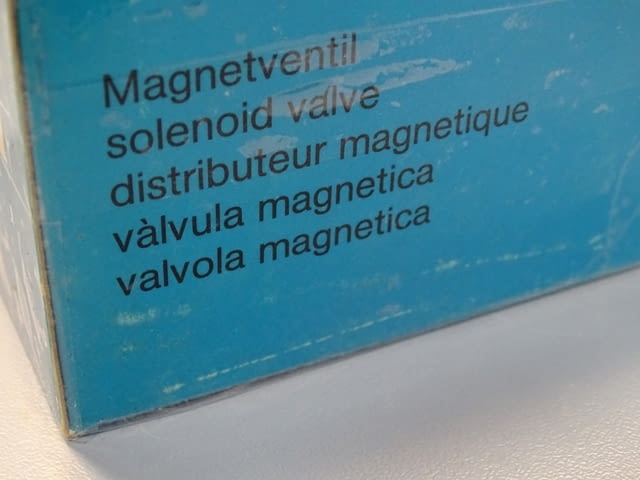 Magnetventil
solenoid valve
distributeur magnetique
vàlvula magnetica
valvola magnetica